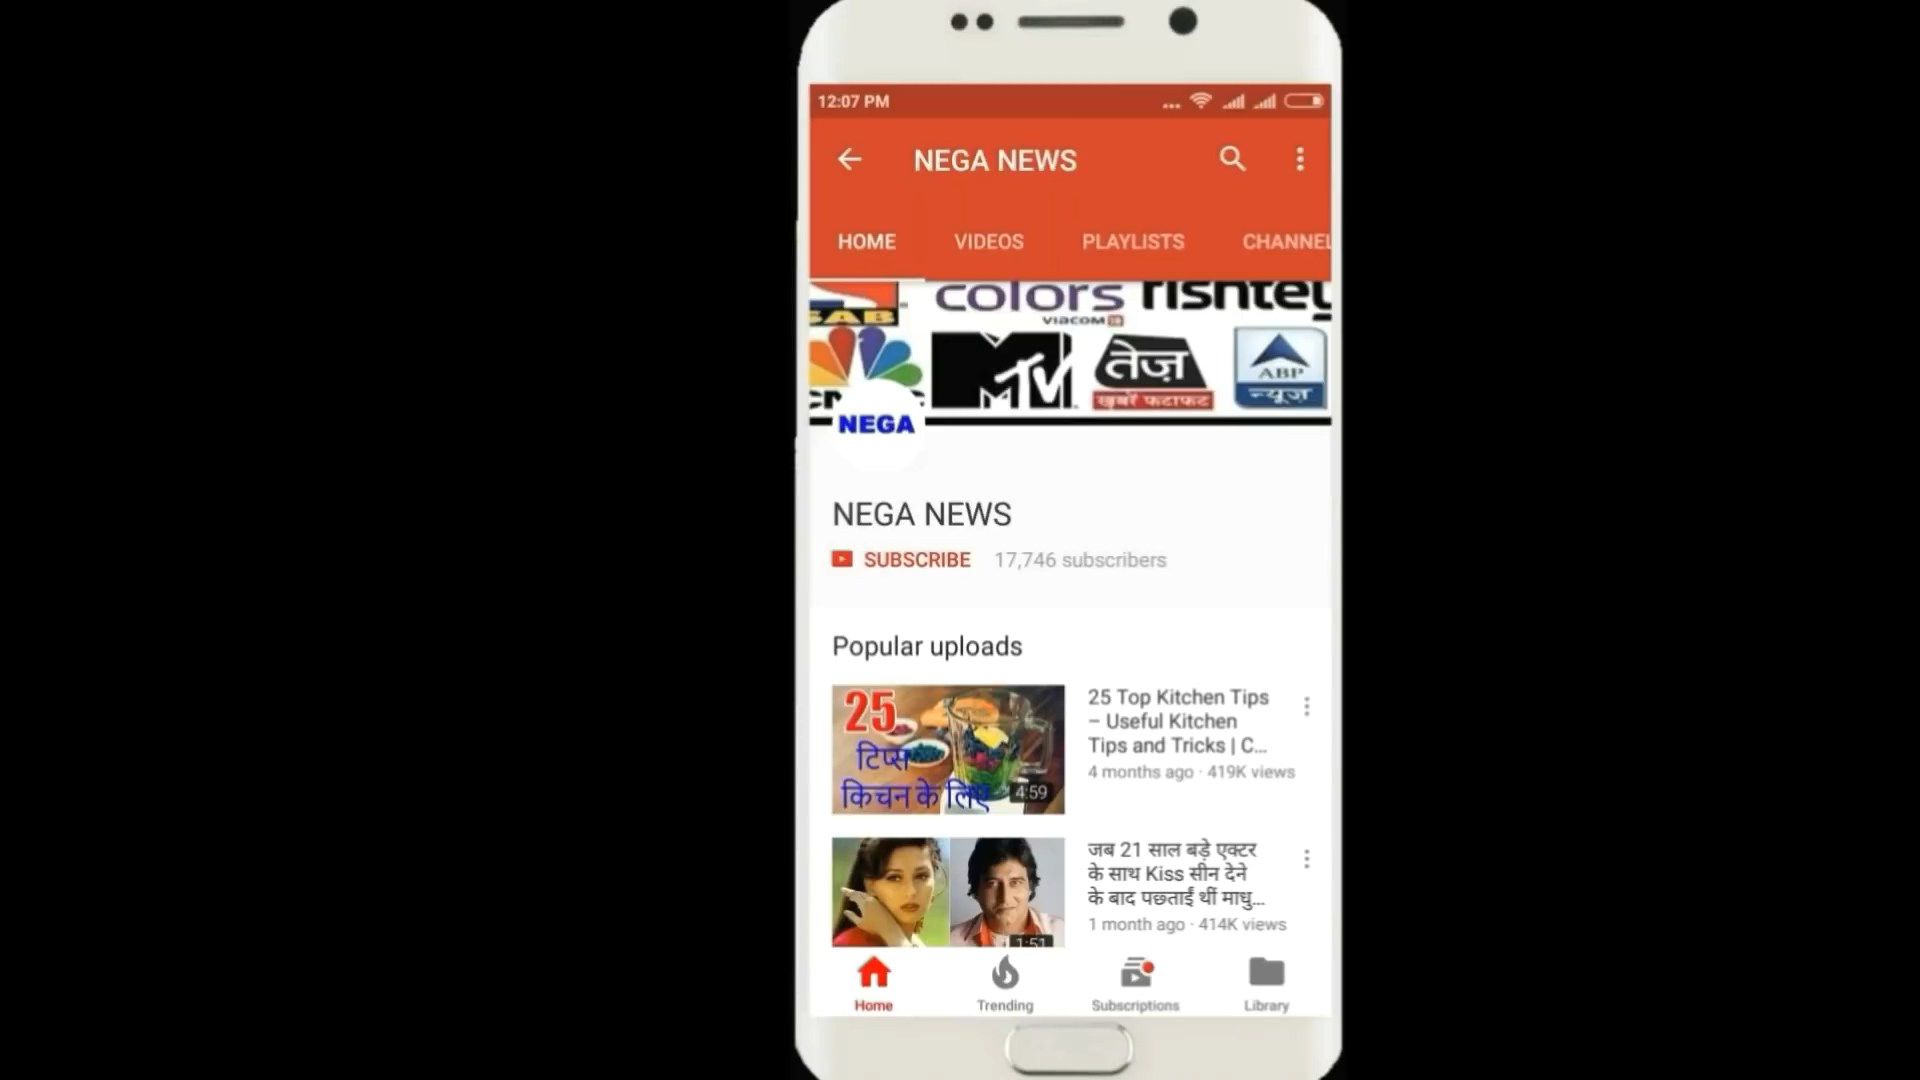 12:07 PM
NEGA NEWS
HOME VIDEOS PLAYLISTS CHANNEL
SAB colors rishtey
VIACOM18
MTV तेज़ ABP
खबरें फटाफट न्यूज़
NEGA
NEGA NEWS
SUBSCRIBE 17,746 subscribers
Popular uploads
25
टिप्स
किचन के लिए
4:59
25 Top Kitchen Tips
– Useful Kitchen
Tips and Tricks | C...
4 months ago · 419K views
1:51
जब 21 साल बड़े एक्टर
के साथ Kiss सीन देने
के बाद पछताईं थीं माधु...
1 month ago · 414K views
Home Trending Subscriptions Library